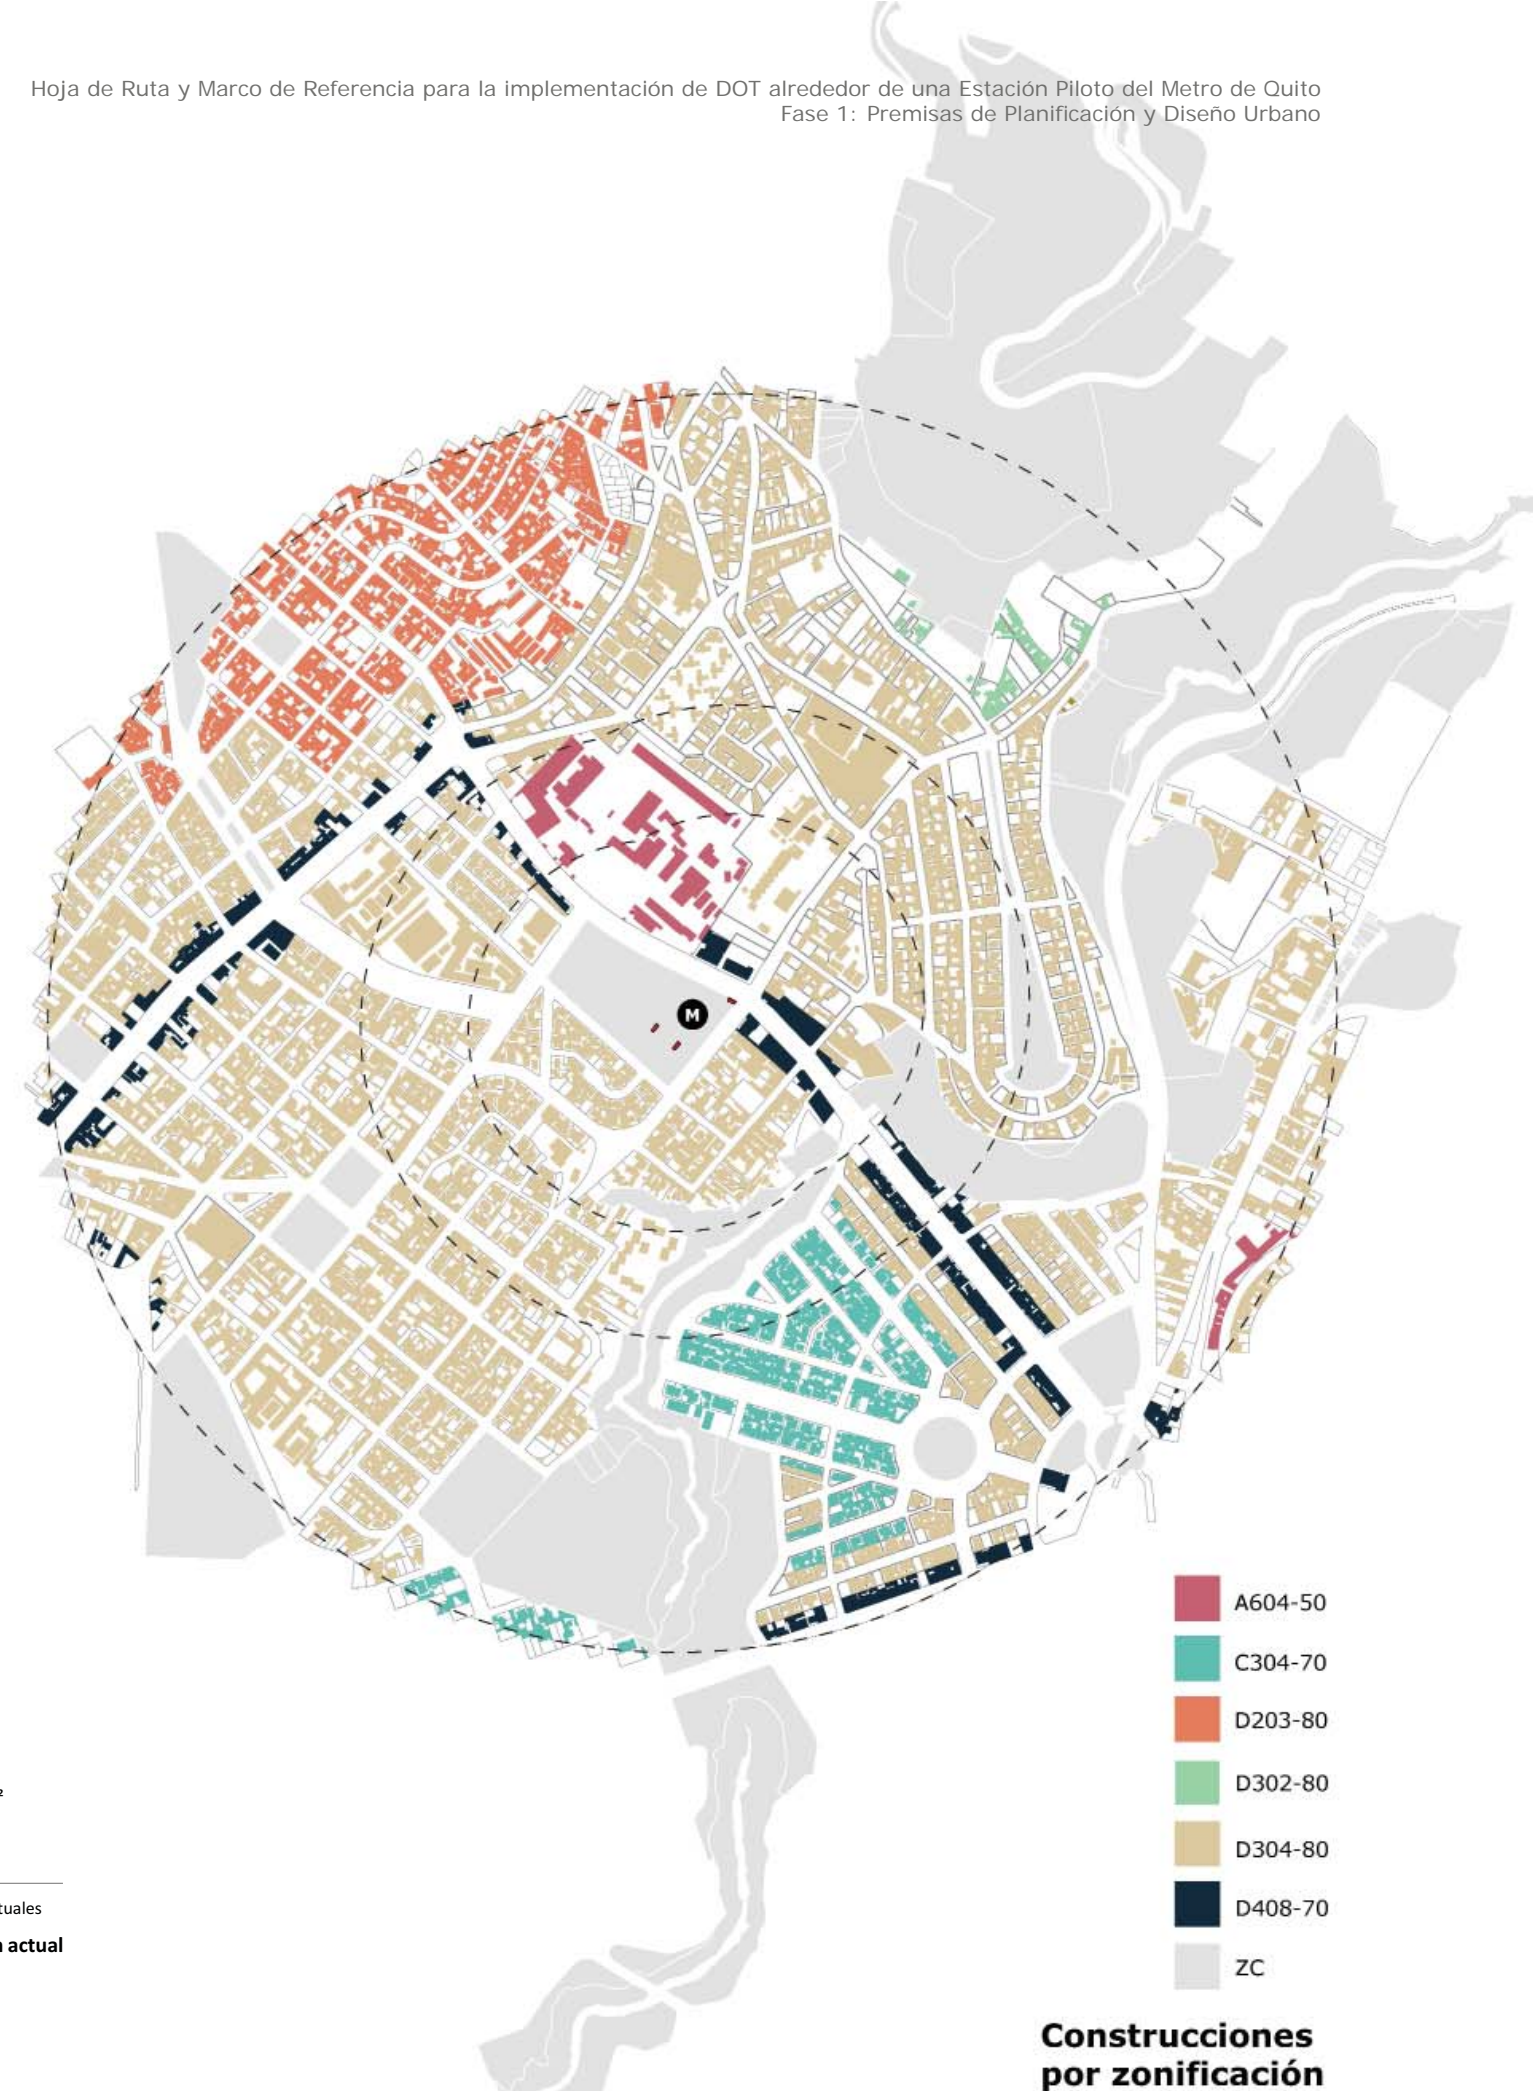 Hoja de Ruta y Marco de Referencia para la implementación de DOT alrededor de una Estación Piloto del Metro de Quito
Fase 1: Premisas de Planificación y Diseño Urbano
M
A604-50
C304-70
D203-80
D302-80
D304-80
D408-70
ZC
²
tuales
actual
Construcciones
por zonificación